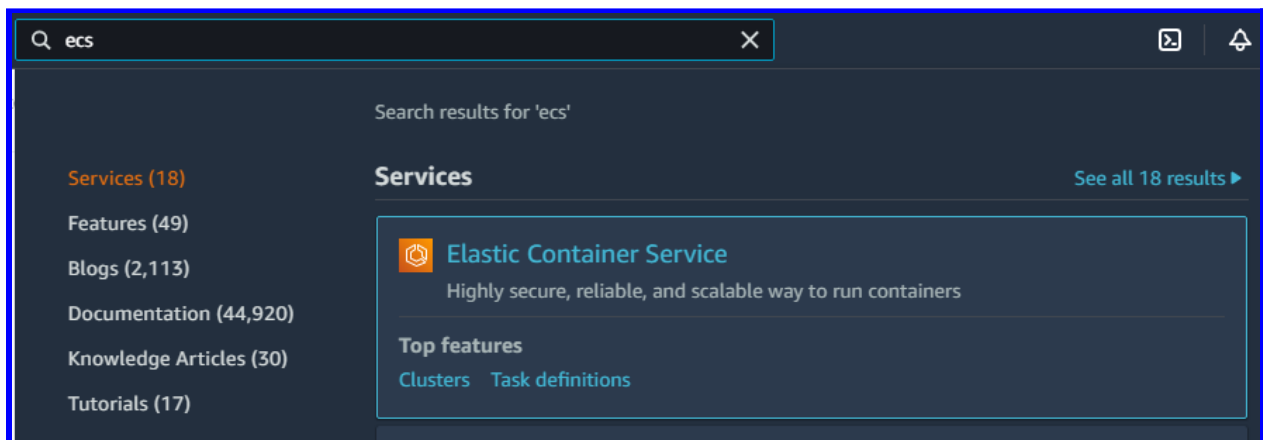 ecs
Search results for 'ecs'
Services (18)
Features (49)
Blogs (2,113)
Documentation (44,920)
Knowledge Articles (30)
Tutorials (17)
Services
See all 18 results
Elastic Container Service
Highly secure, reliable, and scalable way to run containers
Top features
Clusters Task definitions